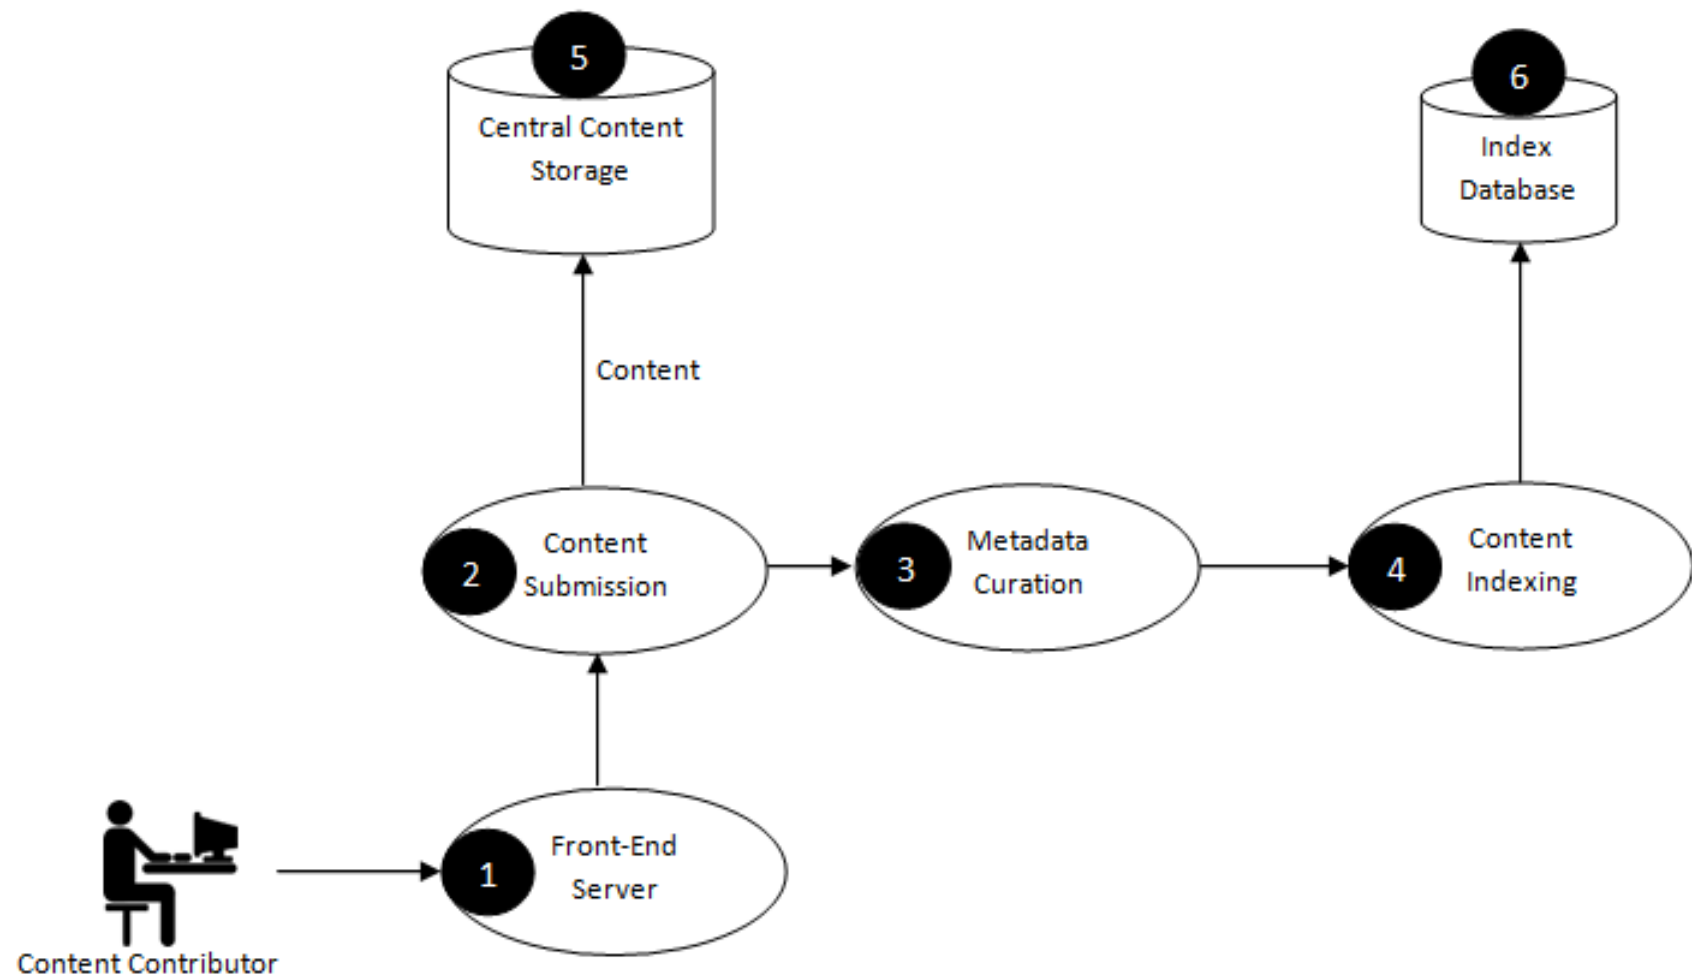 5
Central Content
Storage
6
Index
Database
Content
2
Content
Submission
3
Metadata
Curation
4
Content
Indexing
1
Front-End
Server
Content Contributor